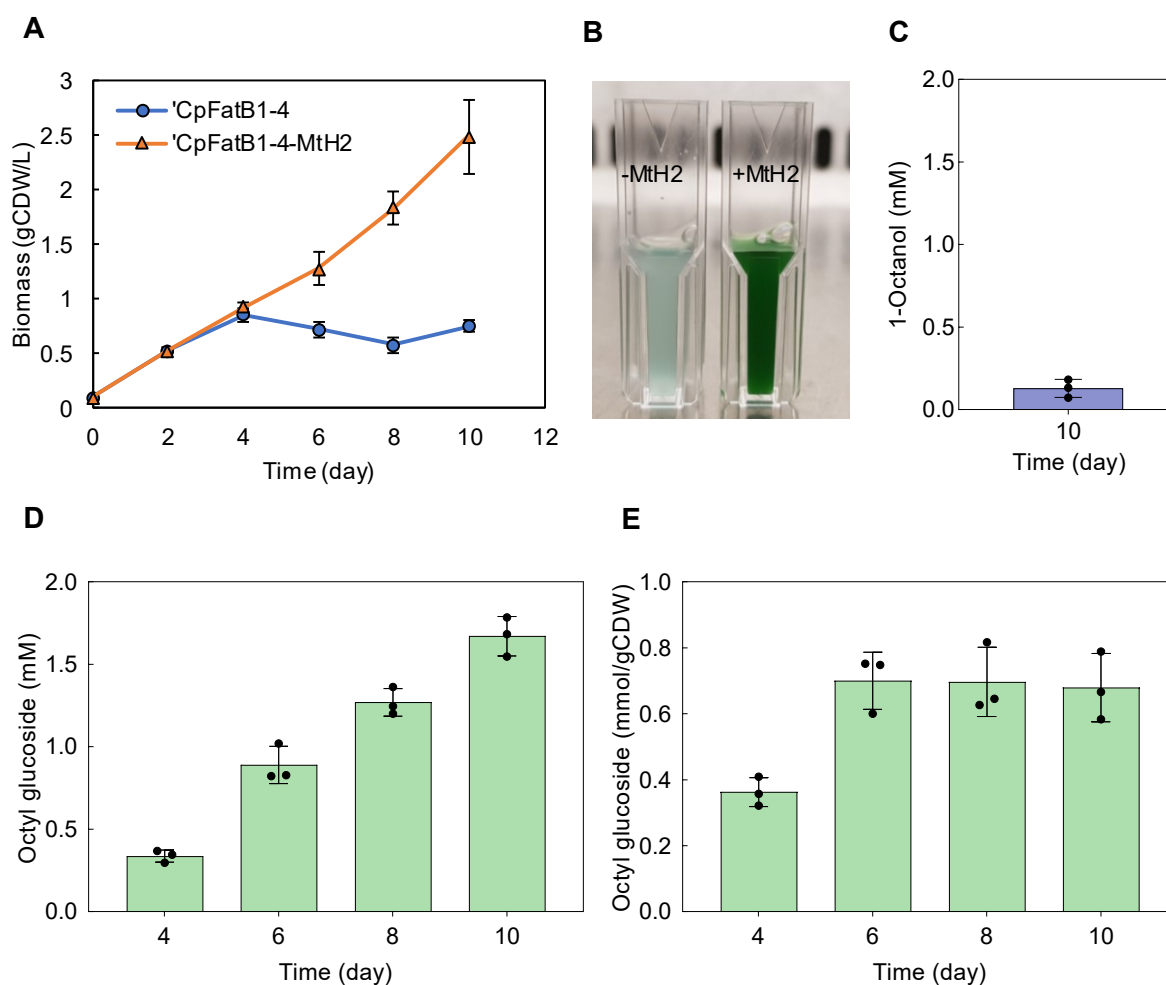 A
Biomass (gCDW/L)
3
2.5
2
1.5
1
0.5
0
'CpFatB1-4
'CpFatB1-4-MtH2
0 2 4 6 8 10 12
Time (day)
B
-MtH2 +MtH2
C
1-Octanol (mM)
2.0
1.5
1.0
0.5
0.0
10
Time (day)
D
Octyl glucoside (mM)
2.0
1.5
1.0
0.5
0.0
4 6 8 10
Time (day)
E
Octyl glucoside (mmol/gCDW)
1.0
0.8
0.6
0.4
0.2
0.0
4 6 8 10
Time (day)